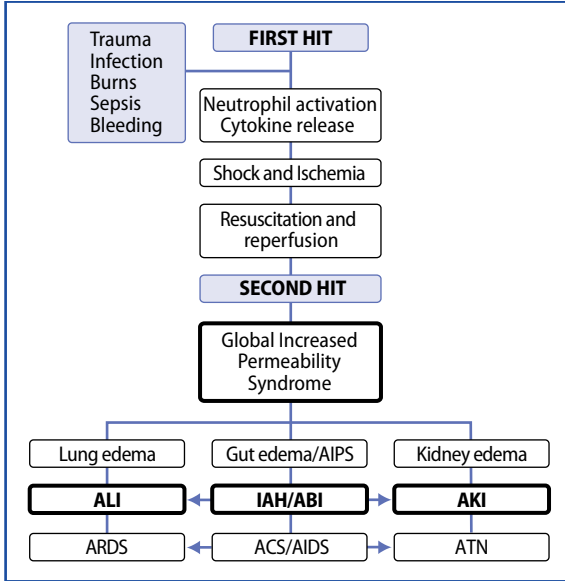 Trauma
Infection
Burns
Sepsis
Bleeding
FIRST HIT
Neutrophil activation
Cytokine release
Shock and Ischemia
Resuscitation and
reperfusion
SECOND HIT
Global Increased
Permeability
Syndrome
Lung edema
Gut edema/AIPS
Kidney edema
ALI
IAH/ABI
AKI
ARDS
ACS/AIDS
ATN